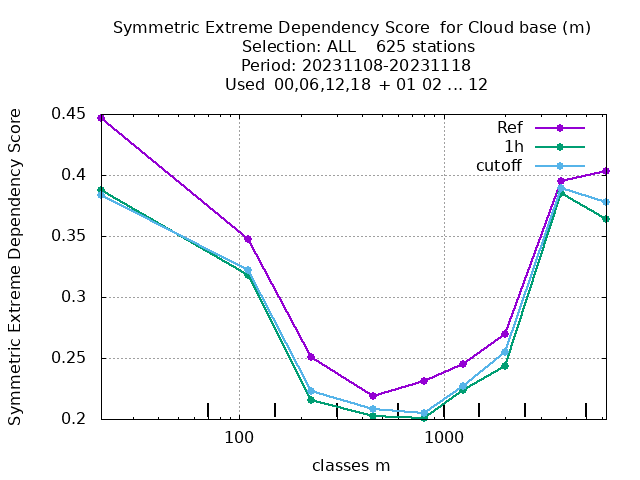 Symmetric Extreme Dependency Score  for Cloud base (m)
Selection: ALL    625 stations
Period: 20231108-20231118
Used  00,06,12,18 + 01 02 ... 12
Symmetric Extreme Dependency Score
0.45
0.4
0.35
0.3
0.25
0.2
Ref
1h
cutoff
100
1000
classes m